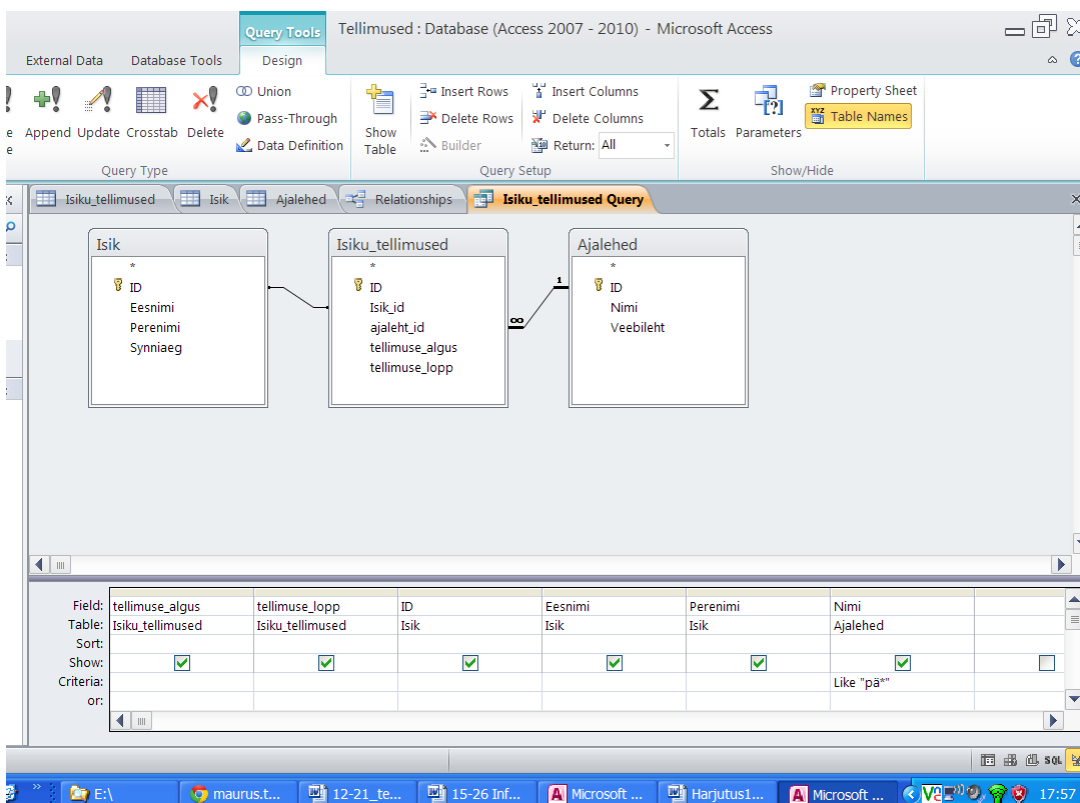 Query Tools
Tellimused : Database (Access 2007 - 2010) - Microsoft Access
External Data Database Tools Design
Union
Pass-Through
Data Definition
Append Update Crosstab Delete
Query Type
Show
Table
Insert Rows
Delete Rows
Builder
Insert Columns
Delete Columns
Return: All
Query Setup
Totals Parameters
Property Sheet
Table Names
Show/Hide
Isiku_tellimused Isik Ajalehed Relationships Isiku_tellimused Query
Isik
*
ID
Eesnimi
Perenimi
Synniaeg
Isiku_tellimused
*
ID
Isik_id
ajaleht_id
tellimuse_algus
tellimuse_lopp
Ajalehed
*
ID
Nimi
Veebileht
1
∞
Field: tellimuse_algus tellimuse_lopp ID Eesnimi Perenimi Nimi
Table: Isiku_tellimused Isiku_tellimused Isik Isik Isik Ajalehed
Sort:
Show:
Criteria: Like "pä*"
or:
SQL
E:\ maurus.t... 12-21_te... 15-26 Inf... Microsoft ... Harjutus1... Microsoft ... 17:57